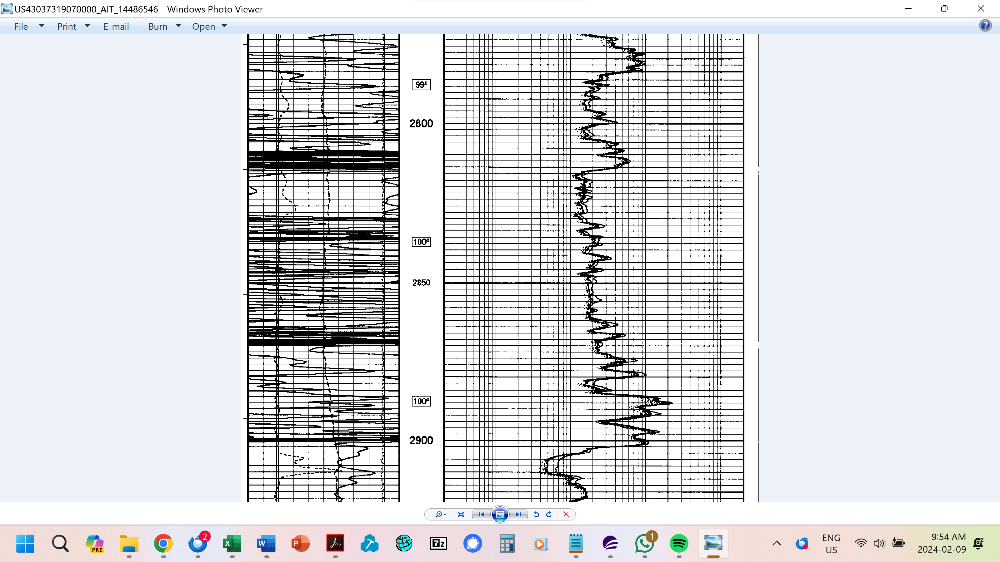 US43037319070000_AIT_14486546 - Windows Photo Viewer
File Print E-mail Burn Open
99°
2800
100°
2850
100°
2900
PRE
2
X
W
P
7z
1
ENG
US
9:54 AM
2024-02-09